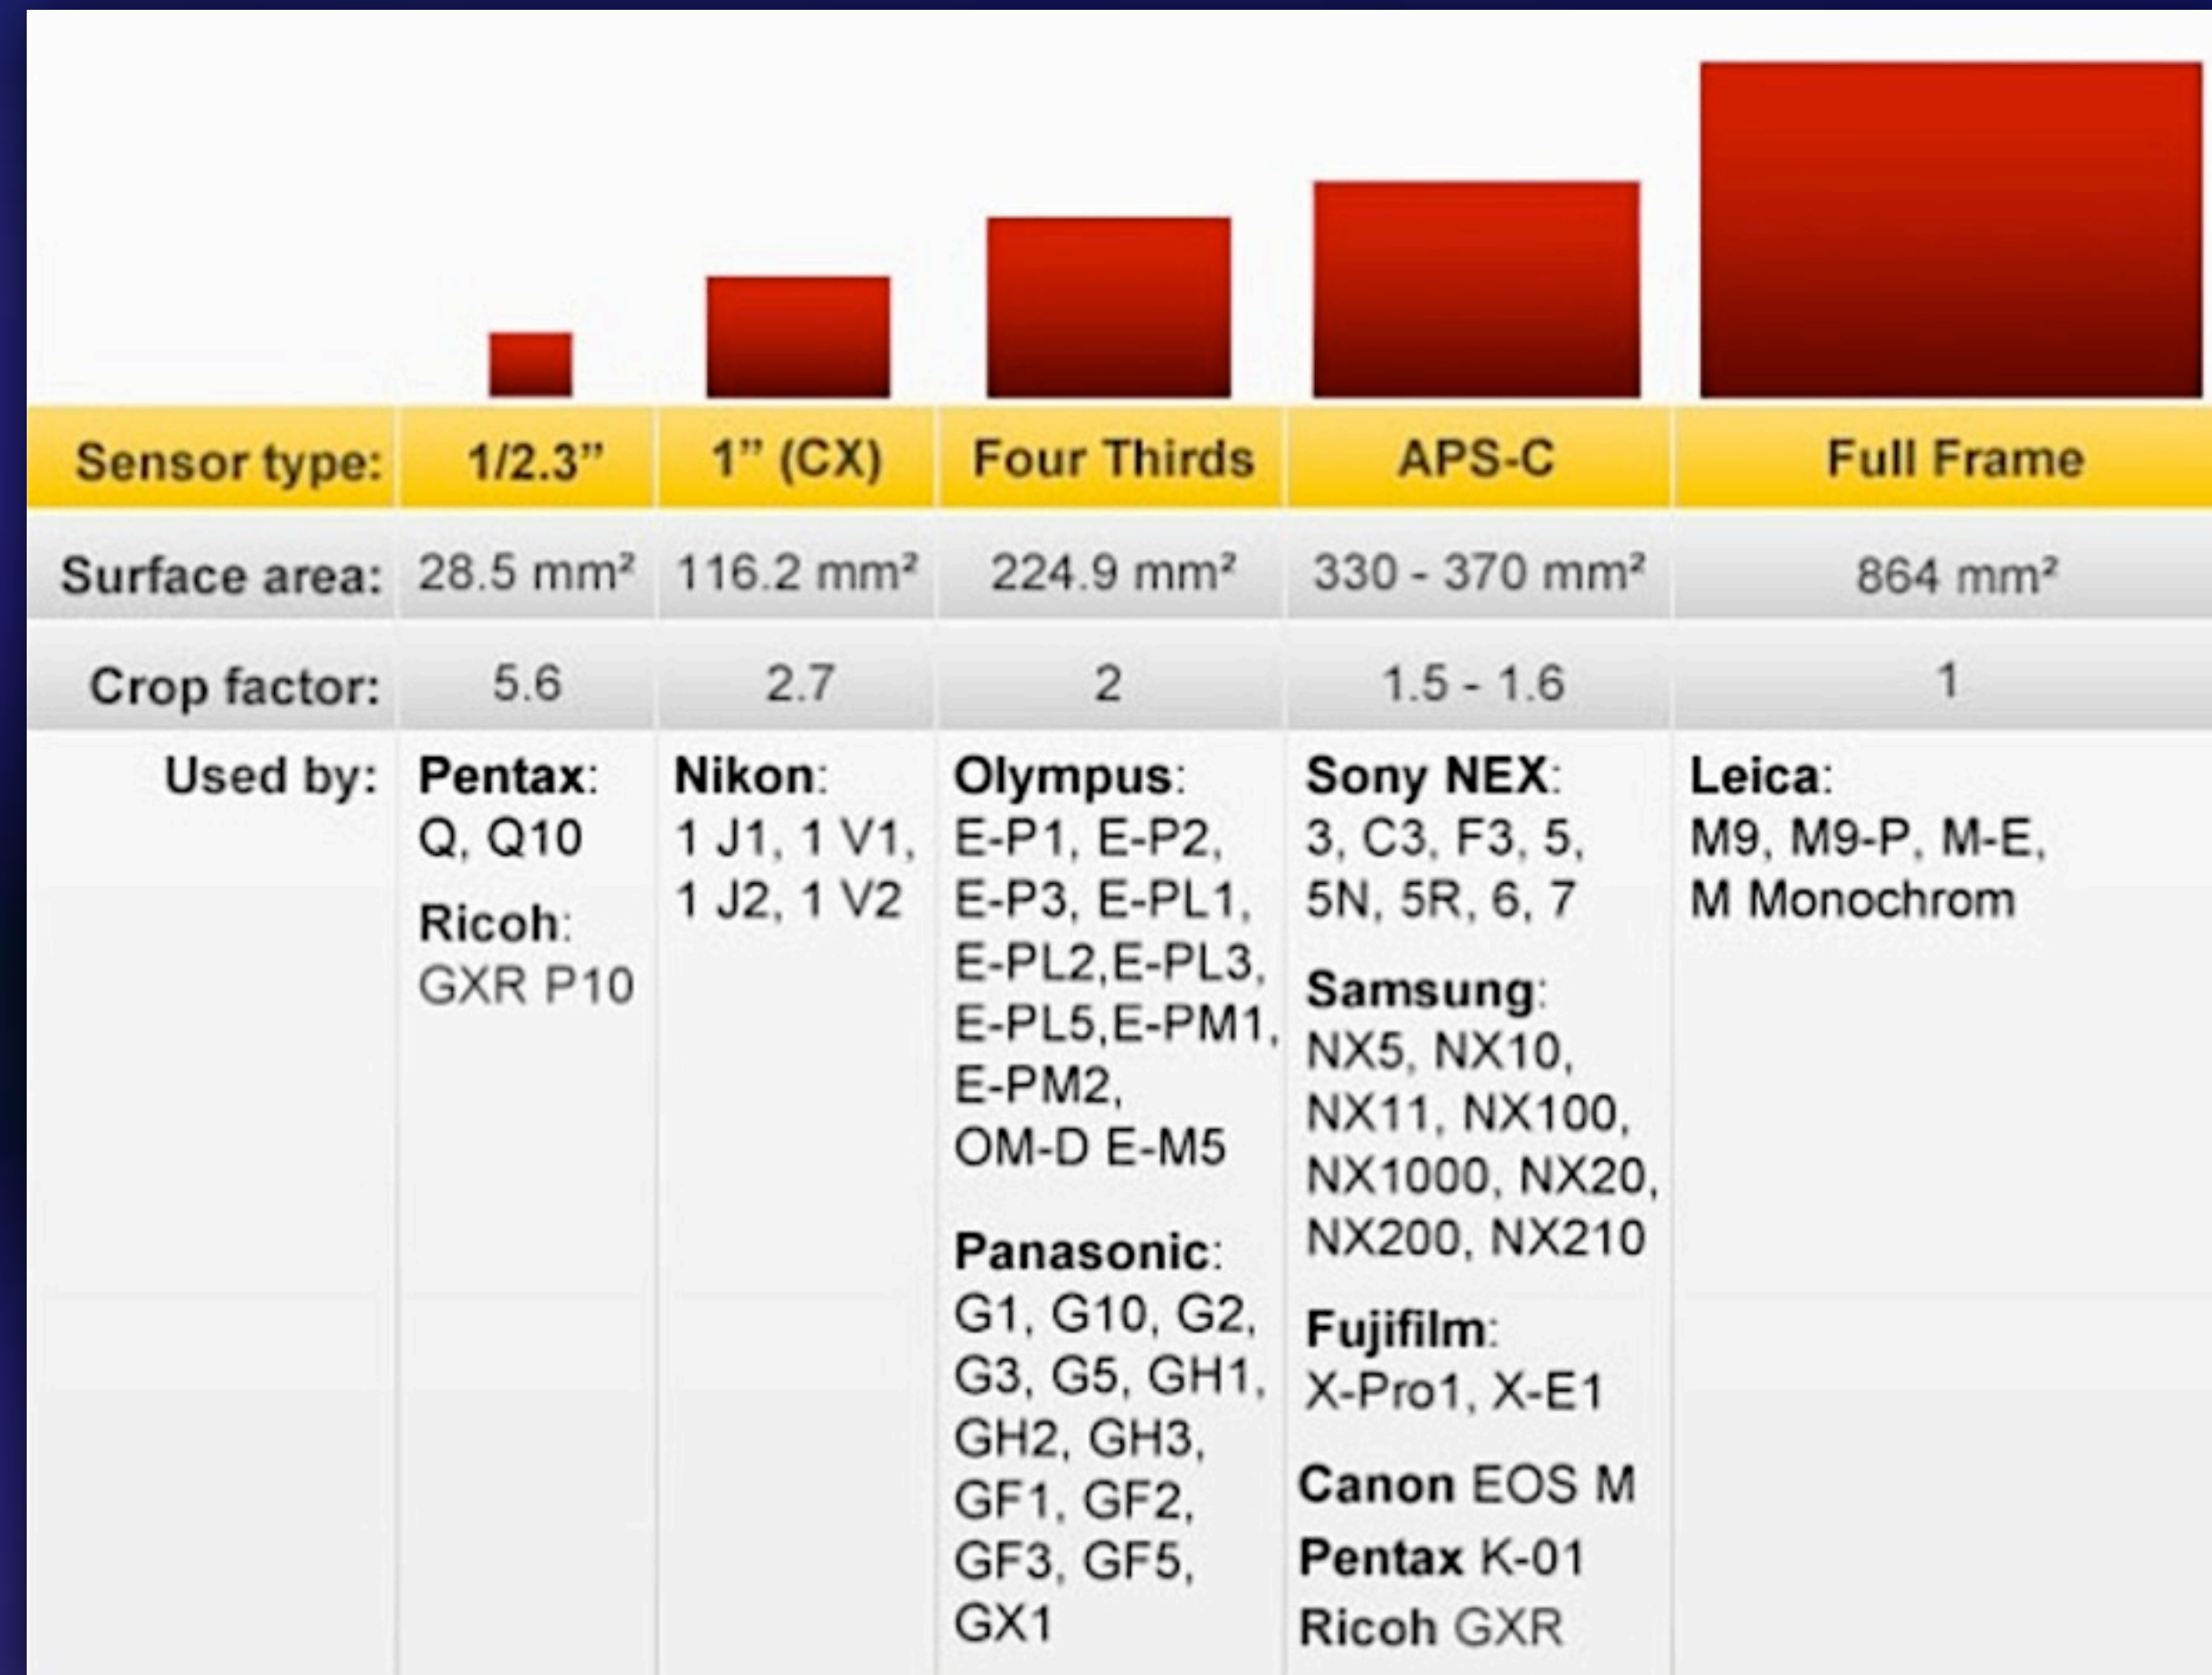 Sensor type: 1/2.3” 1” (CX) Four Thirds APS-C Full Frame
Surface area: 28.5 mm² 116.2 mm² 224.9 mm² 330 - 370 mm² 864 mm²
Crop factor: 5.6 2.7 2 1.5 - 1.6 1
Used by:
Pentax:
Q, Q10
Ricoh:
GXR P10
Nikon:
1 J1, 1 V1,
1 J2, 1 V2
Olympus:
E-P1, E-P2,
E-P3, E-PL1,
E-PL2,E-PL3,
E-PL5,E-PM1,
E-PM2,
OM-D E-M5
Panasonic:
G1, G10, G2,
G3, G5, GH1,
GH2, GH3,
GF1, GF2,
GF3, GF5,
GX1
Sony NEX:
3, C3, F3, 5,
5N, 5R, 6, 7
Samsung:
NX5, NX10,
NX11, NX100,
NX1000, NX20,
NX200, NX210
Fujifilm:
X-Pro1, X-E1
Canon EOS M
Pentax K-01
Ricoh GXR
Leica:
M9, M9-P, M-E,
M Monochrom